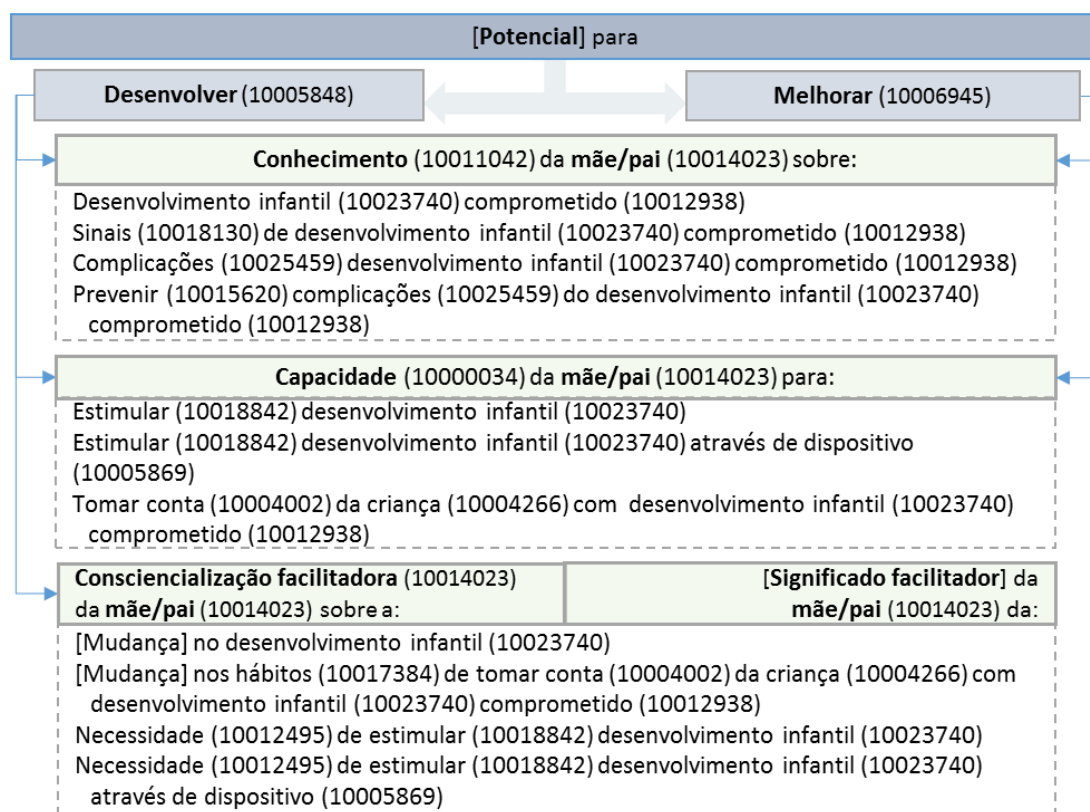 [Potencial] para
Desenvolver (10005848)
Melhorar (10006945)
Conhecimento (10011042) da mãe/pai (10014023) sobre:
Desenvolvimento infantil (10023740) comprometido (10012938)
Sinais (10018130) de desenvolvimento infantil (10023740) comprometido (10012938)
Complicações (10025459) desenvolvimento infantil (10023740) comprometido (10012938)
Prevenir (10015620) complicações (10025459) do desenvolvimento infantil (10023740)
comprometido (10012938)
Capacidade (10000034) da mãe/pai (10014023) para:
Estimular (10018842) desenvolvimento infantil (10023740)
Estimular (10018842) desenvolvimento infantil (10023740) através de dispositivo
(10005869)
Tomar conta (10004002) da criança (10004266) com desenvolvimento infantil (10023740)
comprometido (10012938)
Consciencialização facilitadora (10014023)
da mãe/pai (10014023) sobre a:
[Significado facilitador] da
mãe/pai (10014023) da:
[Mudança] no desenvolvimento infantil (10023740)
[Mudança] nos hábitos (10017384) de tomar conta (10004002) da criança (10004266) com
desenvolvimento infantil (10023740) comprometido (10012938)
Necessidade (10012495) de estimular (10018842) desenvolvimento infantil (10023740)
Necessidade (10012495) de estimular (10018842) desenvolvimento infantil (10023740)
através de dispositivo (10005869)